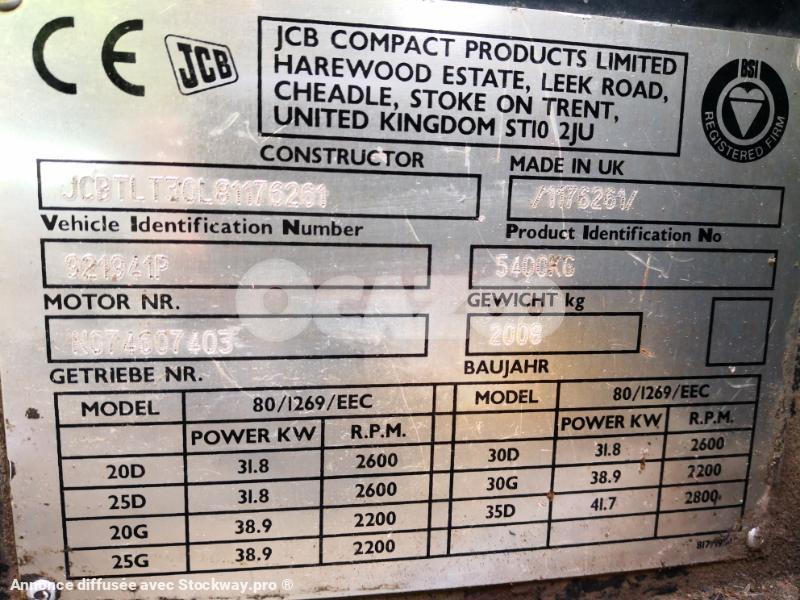 CE
JCB
JCB COMPACT PRODUCTS LIMITED
HAREWOOD ESTATE, LEEK ROAD,
CHEADLE, STOKE ON TRENT,
UNITED KINGDOM ST10 2JU
BSI
REGISTERED FIRM
CONSTRUCTOR
MADE IN UK
JCBTLT30L81176261
/1176261/
Vehicle Identification Number
Product Identification No
921941P
5400KG
MOTOR NR.
GEWICHT kg
NC74607403
2008
GETRIEBE NR.
BAUJAHR
MODEL 80/1269/EEC MODEL 80/1269/EEC
POWER KW R.P.M. POWER KW R.P.M.
20D 31.8 2600 30D 31.8 2600
25D 31.8 2600 30G 38.9 2200
20G 38.9 2200 35D 41.7 2800
25G 38.9 2200
Annonce diffusée avec Stockway.pro ®